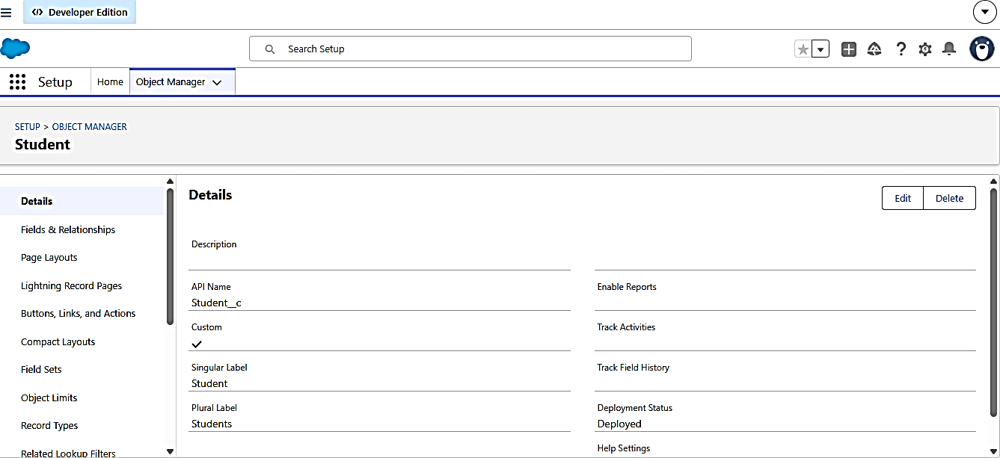 Developer Edition
Search Setup
Setup
Home
Object Manager
SETUP > OBJECT MANAGER
Student
Details
Fields & Relationships
Page Layouts
Lightning Record Pages
Buttons, Links, and Actions
Compact Layouts
Field Sets
Object Limits
Record Types
Related Lookup Filters
Details
Edit
Delete
Description
API Name
Student__c
Custom
Singular Label
Student
Plural Label
Students
Enable Reports
Track Activities
Track Field History
Deployment Status
Deployed
Help Settings